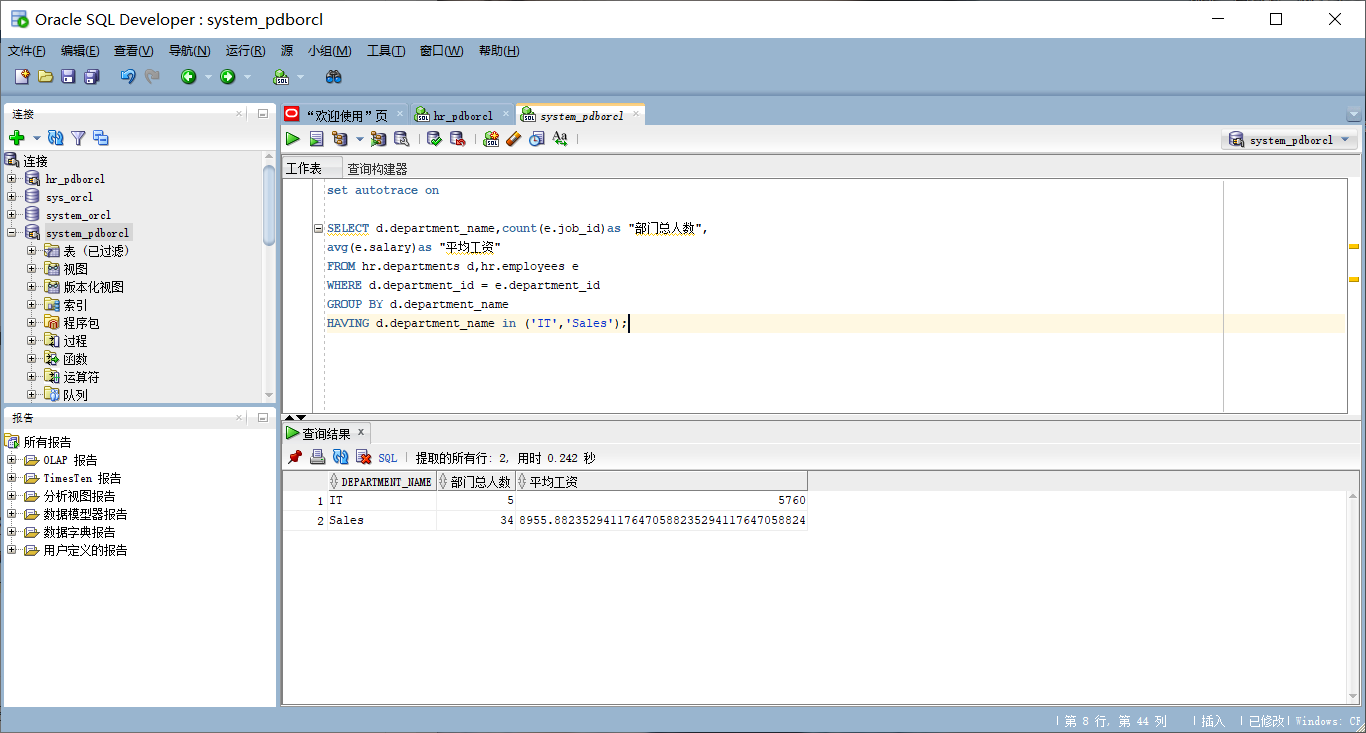 Oracle SQL Developer : system_pdborcl
文件(F) 编辑(E) 查看(V) 导航(N) 运行(R) 源 小组(M) 工具(T) 窗口(W) 帮助(H)
连接
连接
hr_pdborcl
sys_orcl
system_orcl
system_pdborcl
表 (已过滤)
视图
版本化视图
索引
程序包
过程
函数
运算符
队列
报告
所有报告
OLAP 报告
TimesTen 报告
分析视图报告
数据模型器报告
数据字典报告
用户定义的报告
“欢迎使用”页 hr_pdborcl system_pdborcl
system_pdborcl
工作表 查询构建器
set autotrace on
SELECT d.department_name,count(e.job_id)as "部门总人数",
avg(e.salary)as "平均工资"
FROM hr.departments d,hr.employees e
WHERE d.department_id = e.department_id
GROUP BY d.department_name
HAVING d.department_name in ('IT','Sales');
查询结果
SQL 提取的所有行: 2, 用时 0.242 秒
DEPARTMENT_NAME 部门总人数 平均工资
1 IT 5 5760
2 Sales 34 8955.882352941176470588235294117647058824
第 8 行, 第 44 列 插入 已修改 Windows: CF